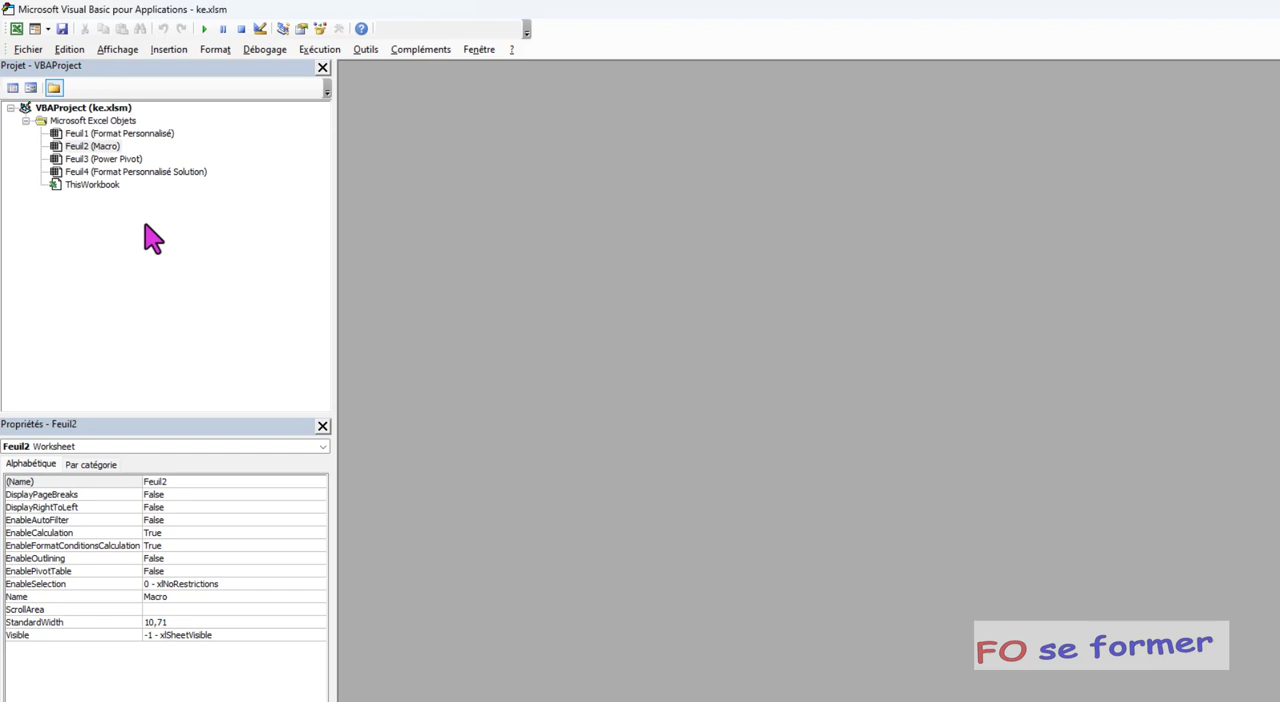 Microsoft Visual Basic pour Applications - ke.xlsm
Fichier Edition Affichage Insertion Format Débogage Exécution Outils Compléments Fenêtre ?
Projet - VBAProject
VBAProject (ke.xlsm)
Microsoft Excel Objets
Feuil1 (Format Personnalisé)
Feuil2 (Macro)
Feuil3 (Power Pivot)
Feuil4 (Format Personnalisé Solution)
ThisWorkbook
Propriétés - Feuil2
Feuil2 Worksheet
Alphabétique Par catégorie
(Name) Feuil2
DisplayPageBreaks False
DisplayRightToLeft False
EnableAutoFilter False
EnableCalculation True
EnableFormatConditionsCalculation True
EnableOutlining False
EnablePivotTable False
EnableSelection 0 - xlNoRestrictions
Name Macro
ScrollArea
StandardWidth 10,71
Visible -1 - xlSheetVisible
FO se former